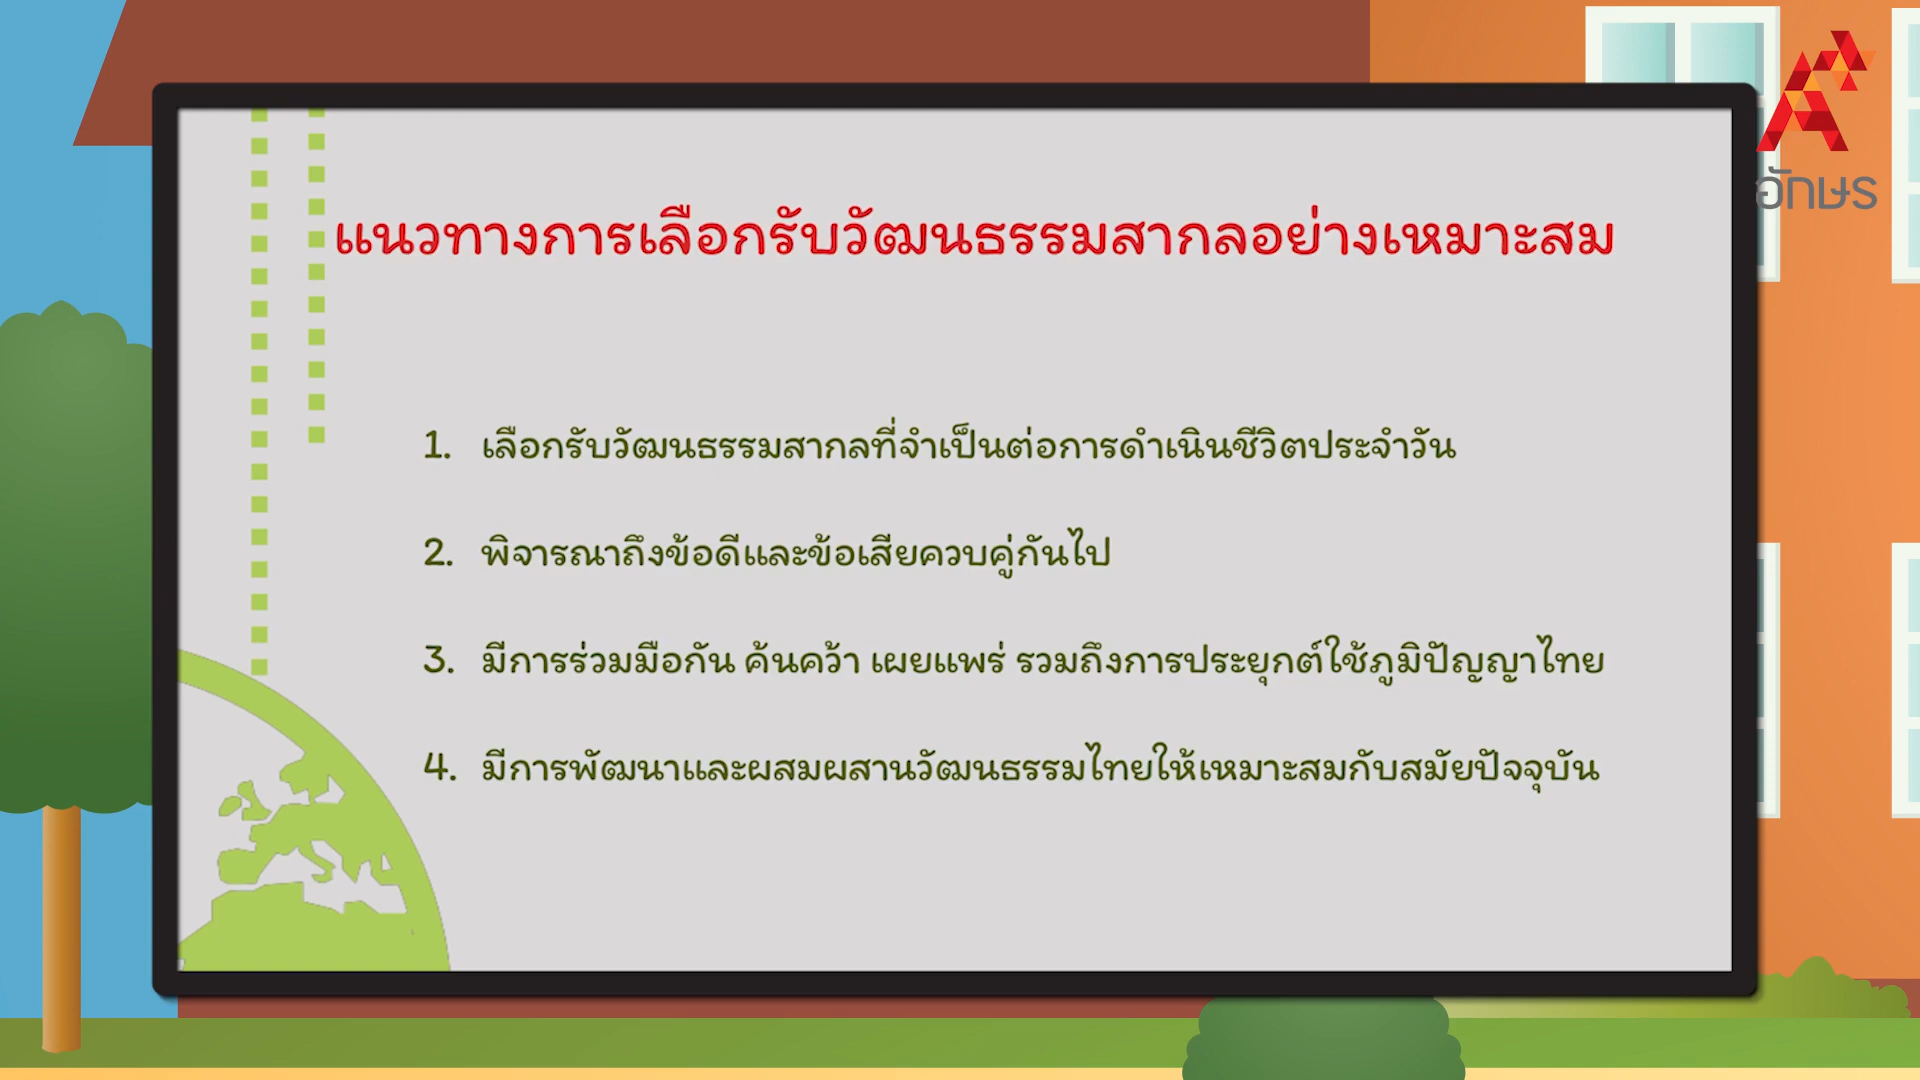 อักษร
แนวทางการเลือกรับวัฒนธรรมสากลอย่างเหมาะสม
1. เลือกรับวัฒนธรรมสากลที่จำเป็นต่อการดำเนินชีวิตประจำวัน
2. พิจารณาถึงข้อดีและข้อเสียควบคู่กันไป
3. มีการร่วมมือกัน ค้นคว้า เผยแพร่ รวมถึงการประยุกต์ใช้ภูมิปัญญาไทย
4. มีการพัฒนาและผสมผสานวัฒนธรรมไทยให้เหมาะสมกับสมัยปัจจุบัน